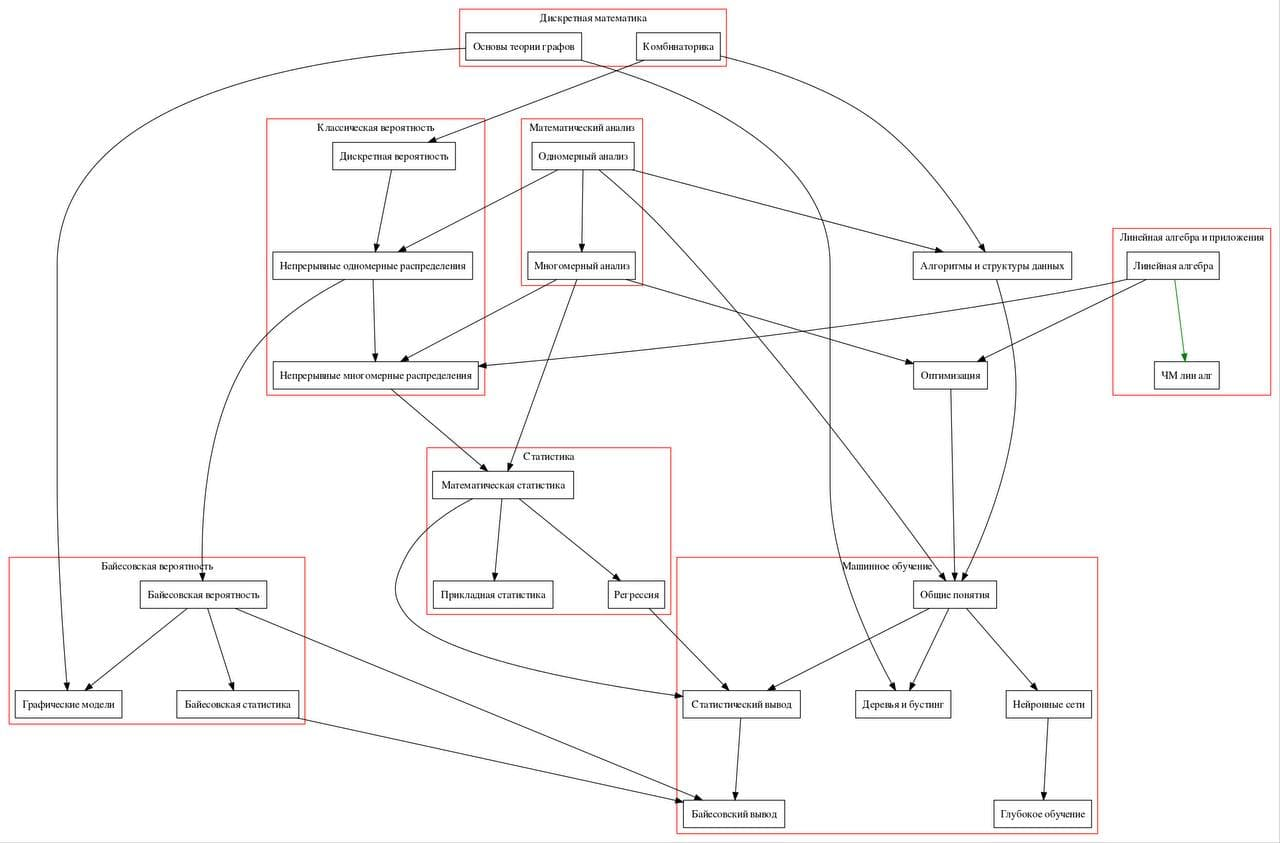 Дискретная математика
Основы теории графов
Комбинаторика
Классическая вероятность
Математический анализ
Дискретная вероятность
Одномерный анализ
Линейная алгебра и приложения
Непрерывные одномерные распределения
Многомерный анализ
Алгоритмы и структуры данных
Линейная алгебра
Непрерывные многомерные распределения
Оптимизация
ЧМ лин алг
Статистика
Математическая статистика
Байесовская вероятность
Машинное обучение
Байесовская вероятность
Прикладная статистика
Регрессия
Общие понятия
Графические модели
Байесовская статистика
Статистический вывод
Деревья и бустинг
Нейронные сети
Байесовский вывод
Глубокое обучение